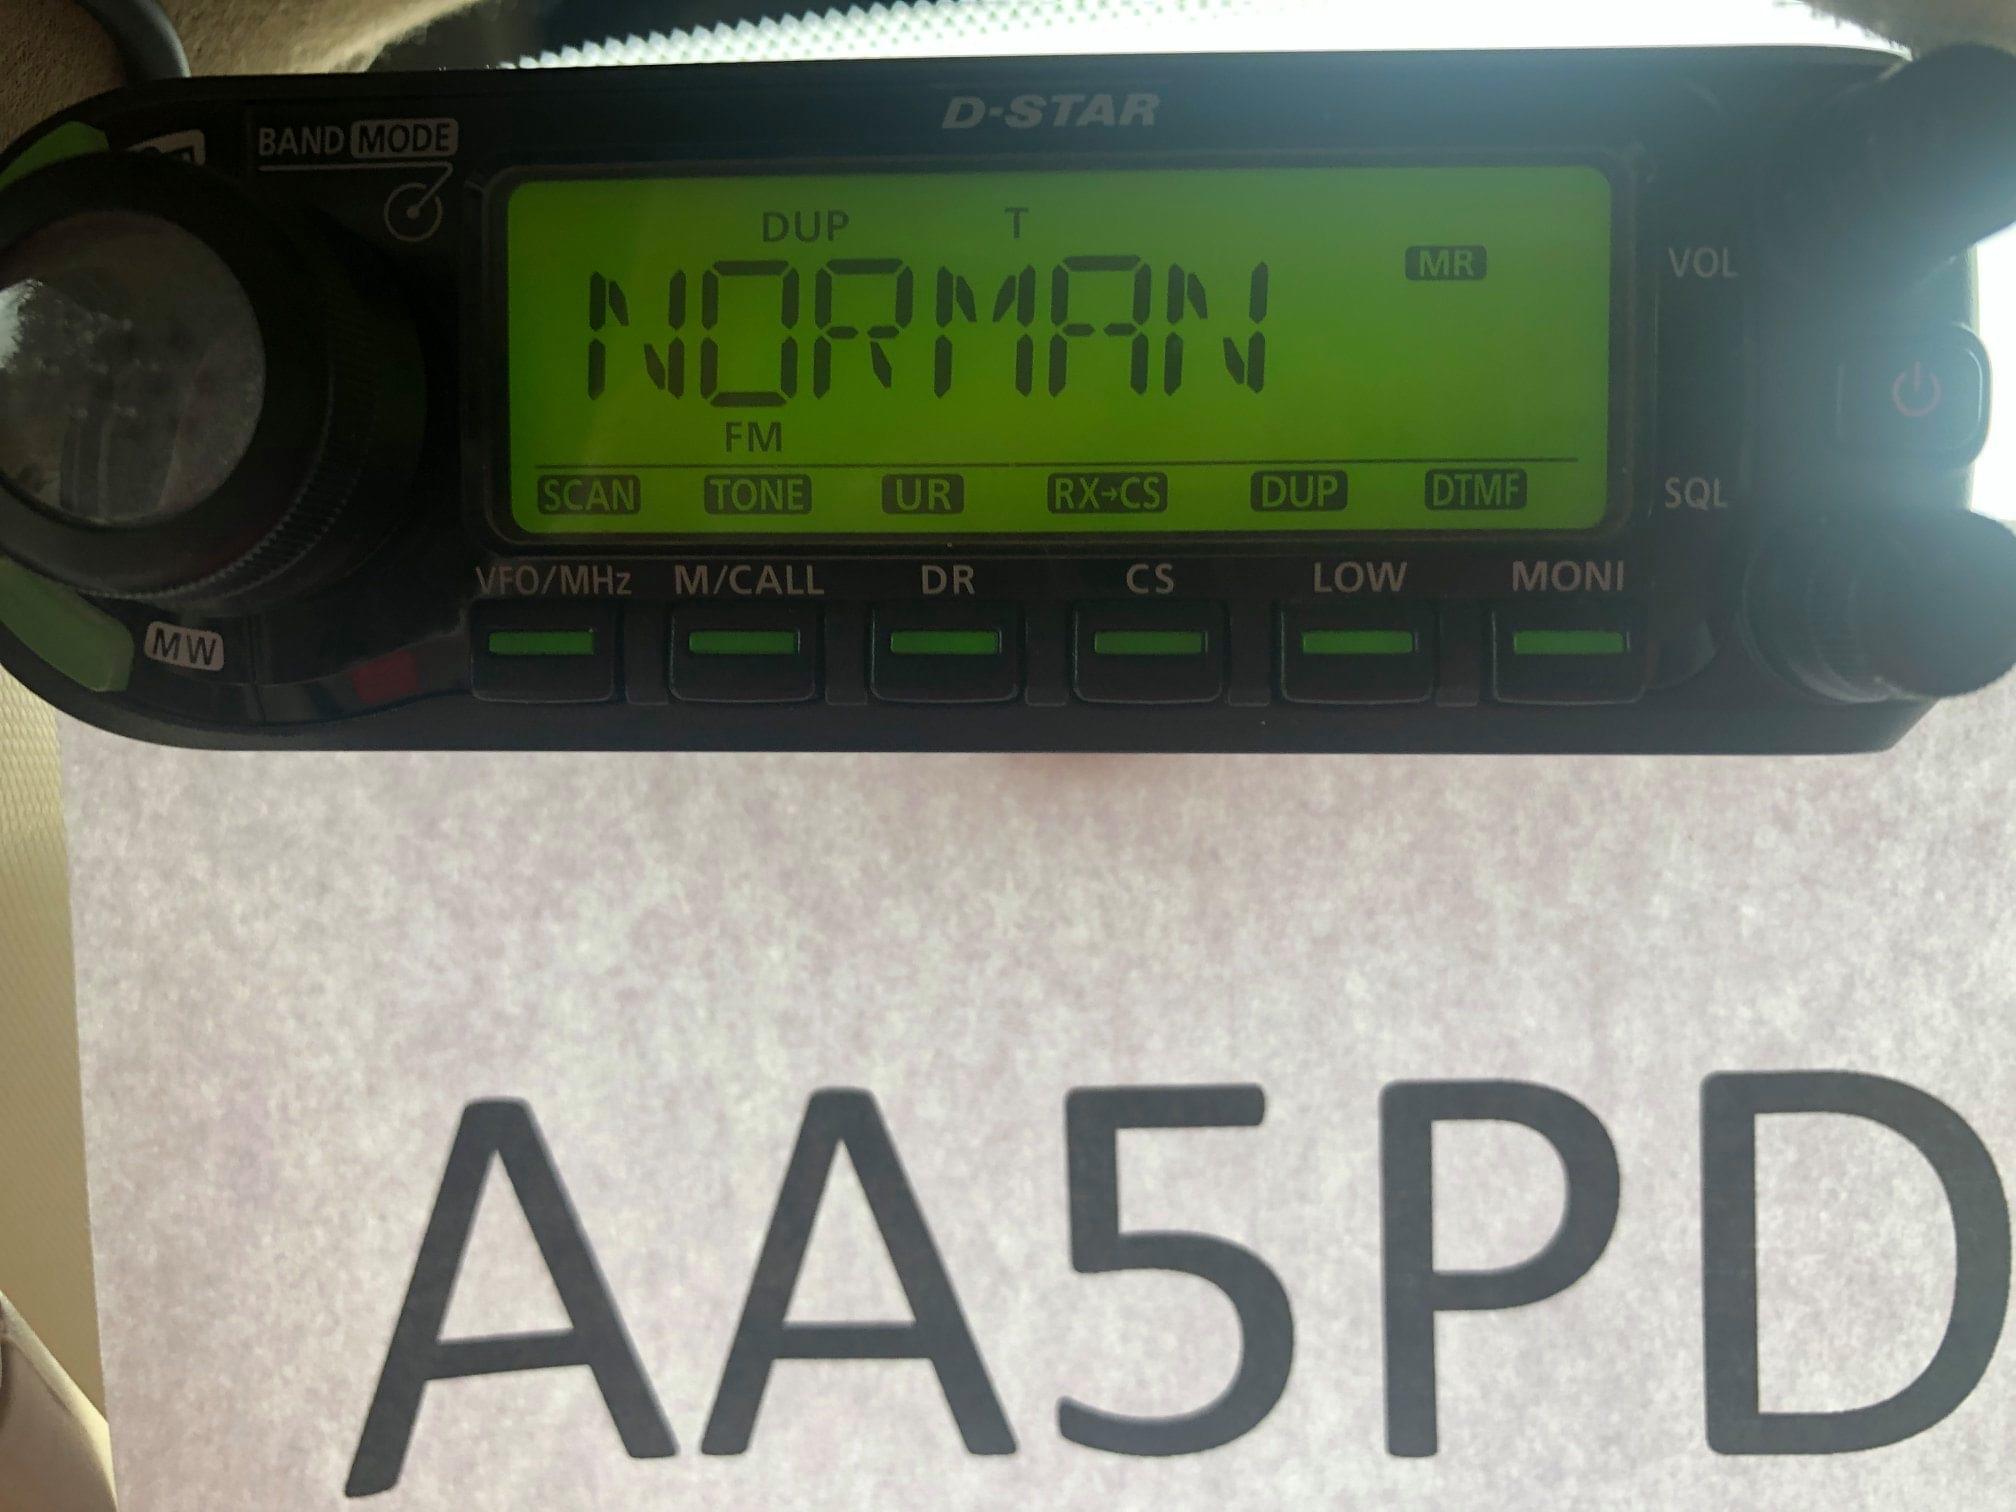 D-STAR
BAND MODE
DUP T
NORMAN
MR
VOL
FM
SCAN TONE UR RX→CS DUP DTMF
SQL
VFO/MHz M/CALL DR CS LOW MONI
MW
AA5PD